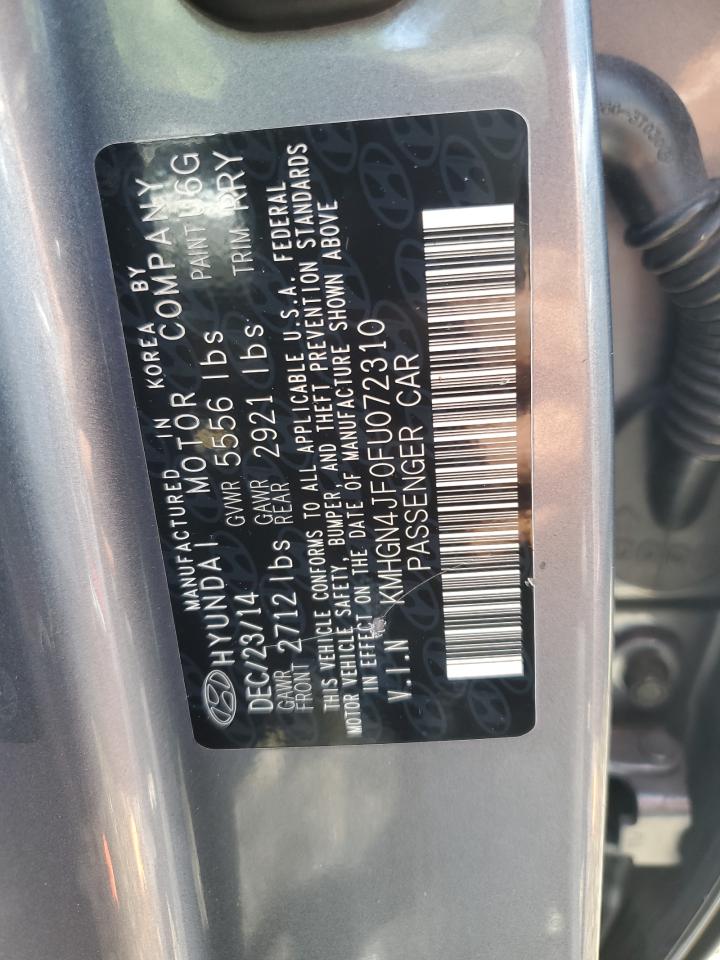 MANUFACTURED IN KOREA BY
HYUNDAI MOTOR COMPANY
DEC/23/14 GVWR 5556 lbs PAINT U6G
GAWR FRONT 2712 lbs GAWR REAR 2921 lbs TRIM RRY
THIS VEHICLE CONFORMS TO ALL APPLICABLE U.S.A. FEDERAL
MOTOR VEHICLE SAFETY, BUMPER, AND THEFT PREVENTION STANDARDS
IN EFFECT ON THE DATE OF MANUFACTURE SHOWN ABOVE
V.I.N KMHGN4JF0FU072310
PASSENGER CAR